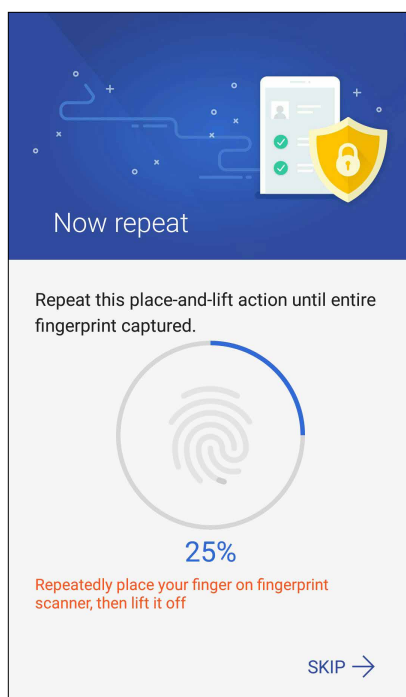 Now repeat
Repeat this place-and-lift action until entire
fingerprint captured.
25%
Repeatedly place your finger on fingerprint
scanner, then lift it off
SKIP